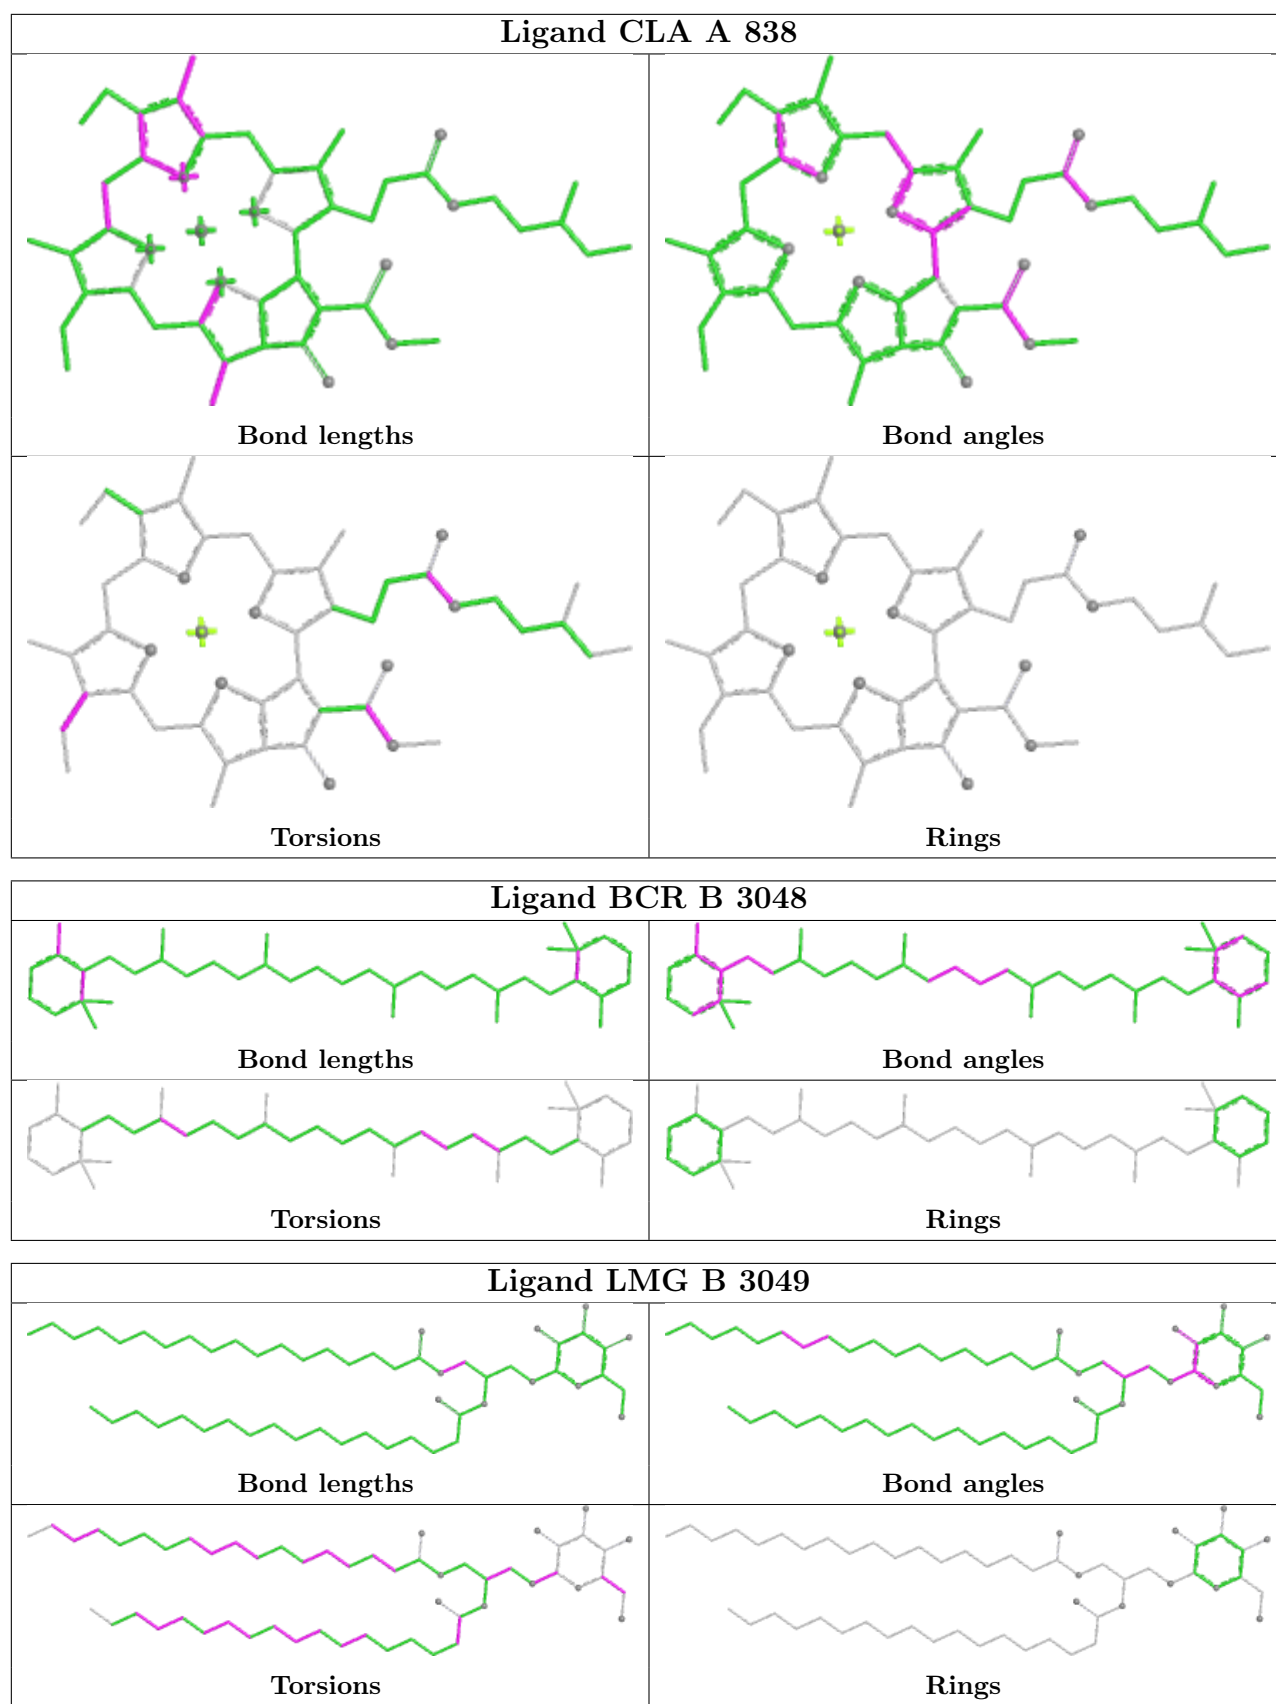 Ligand CLA A 838
Bond lengths
Bond angles
Torsions
Rings
Ligand BCR B 3048
Bond lengths
Bond angles
Torsions
Rings
Ligand LMG B 3049
Bond lengths
Bond angles
Torsions
Rings